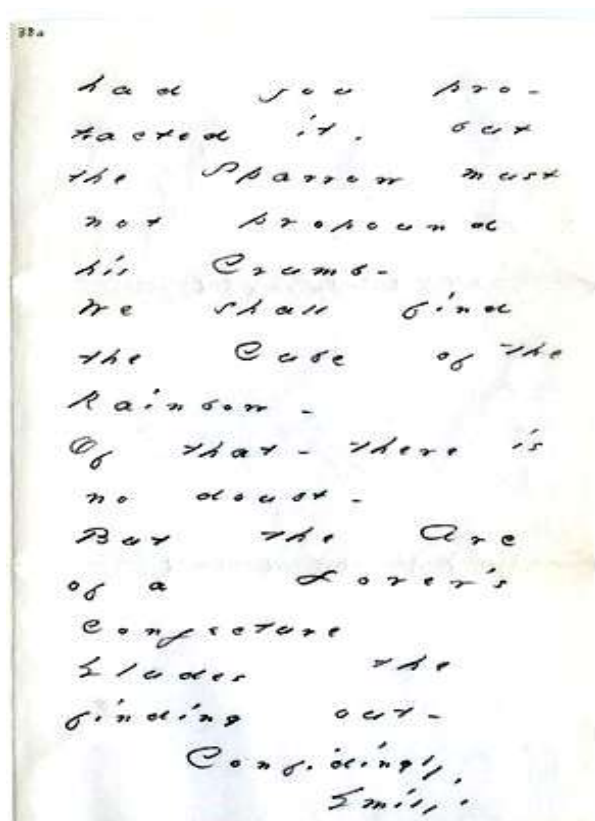 38a
had you pro-
tracted it, but
the Sparrow must
not propound
his Crumb -
We shall find
the Cube of the
Rainbow -
Of that - there is
no doubt -
But the Arc
of a Lover's
Conjecture
Eludes the
finding out -
Confidingly,
Emily.